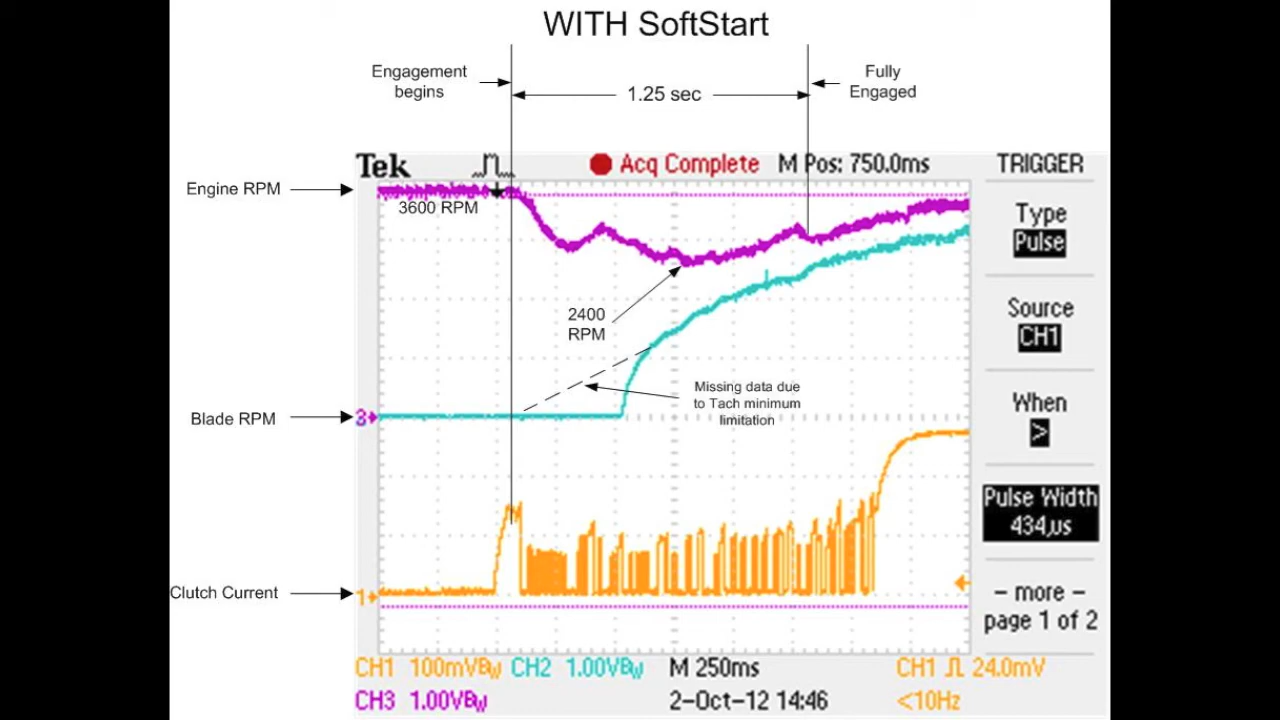 WITH SoftStart
Engagement
begins
1.25 sec
Fully
Engaged
Tek
Acq Complete
M Pos: 750.0ms
TRIGGER
Engine RPM
3600 RPM
Type
Pulse
2400
RPM
Source
CH1
Missing data due
to Tach minimum
limitation
Blade RPM
3
When
>
Pulse Width
434µs
Clutch Current
1
– more –
page 1 of 2
CH1 100mVBw CH2 1.00VBw M 250ms CH1 24.0mV
CH3 1.00VBw 2-Oct-12 14:46 <10Hz